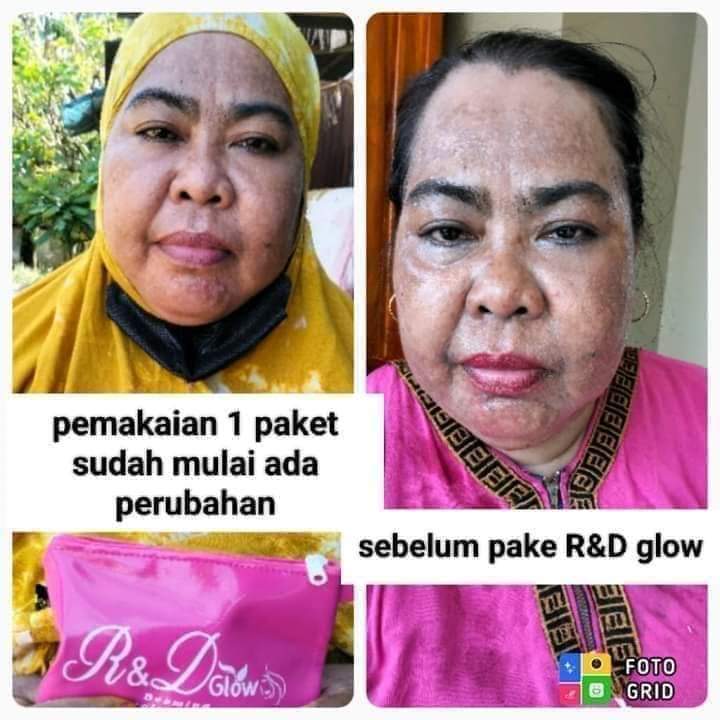 pemakaian 1 paket
sudah mulai ada
perubahan
sebelum pake R&D glow
R&D Glow
FOTO
GRID